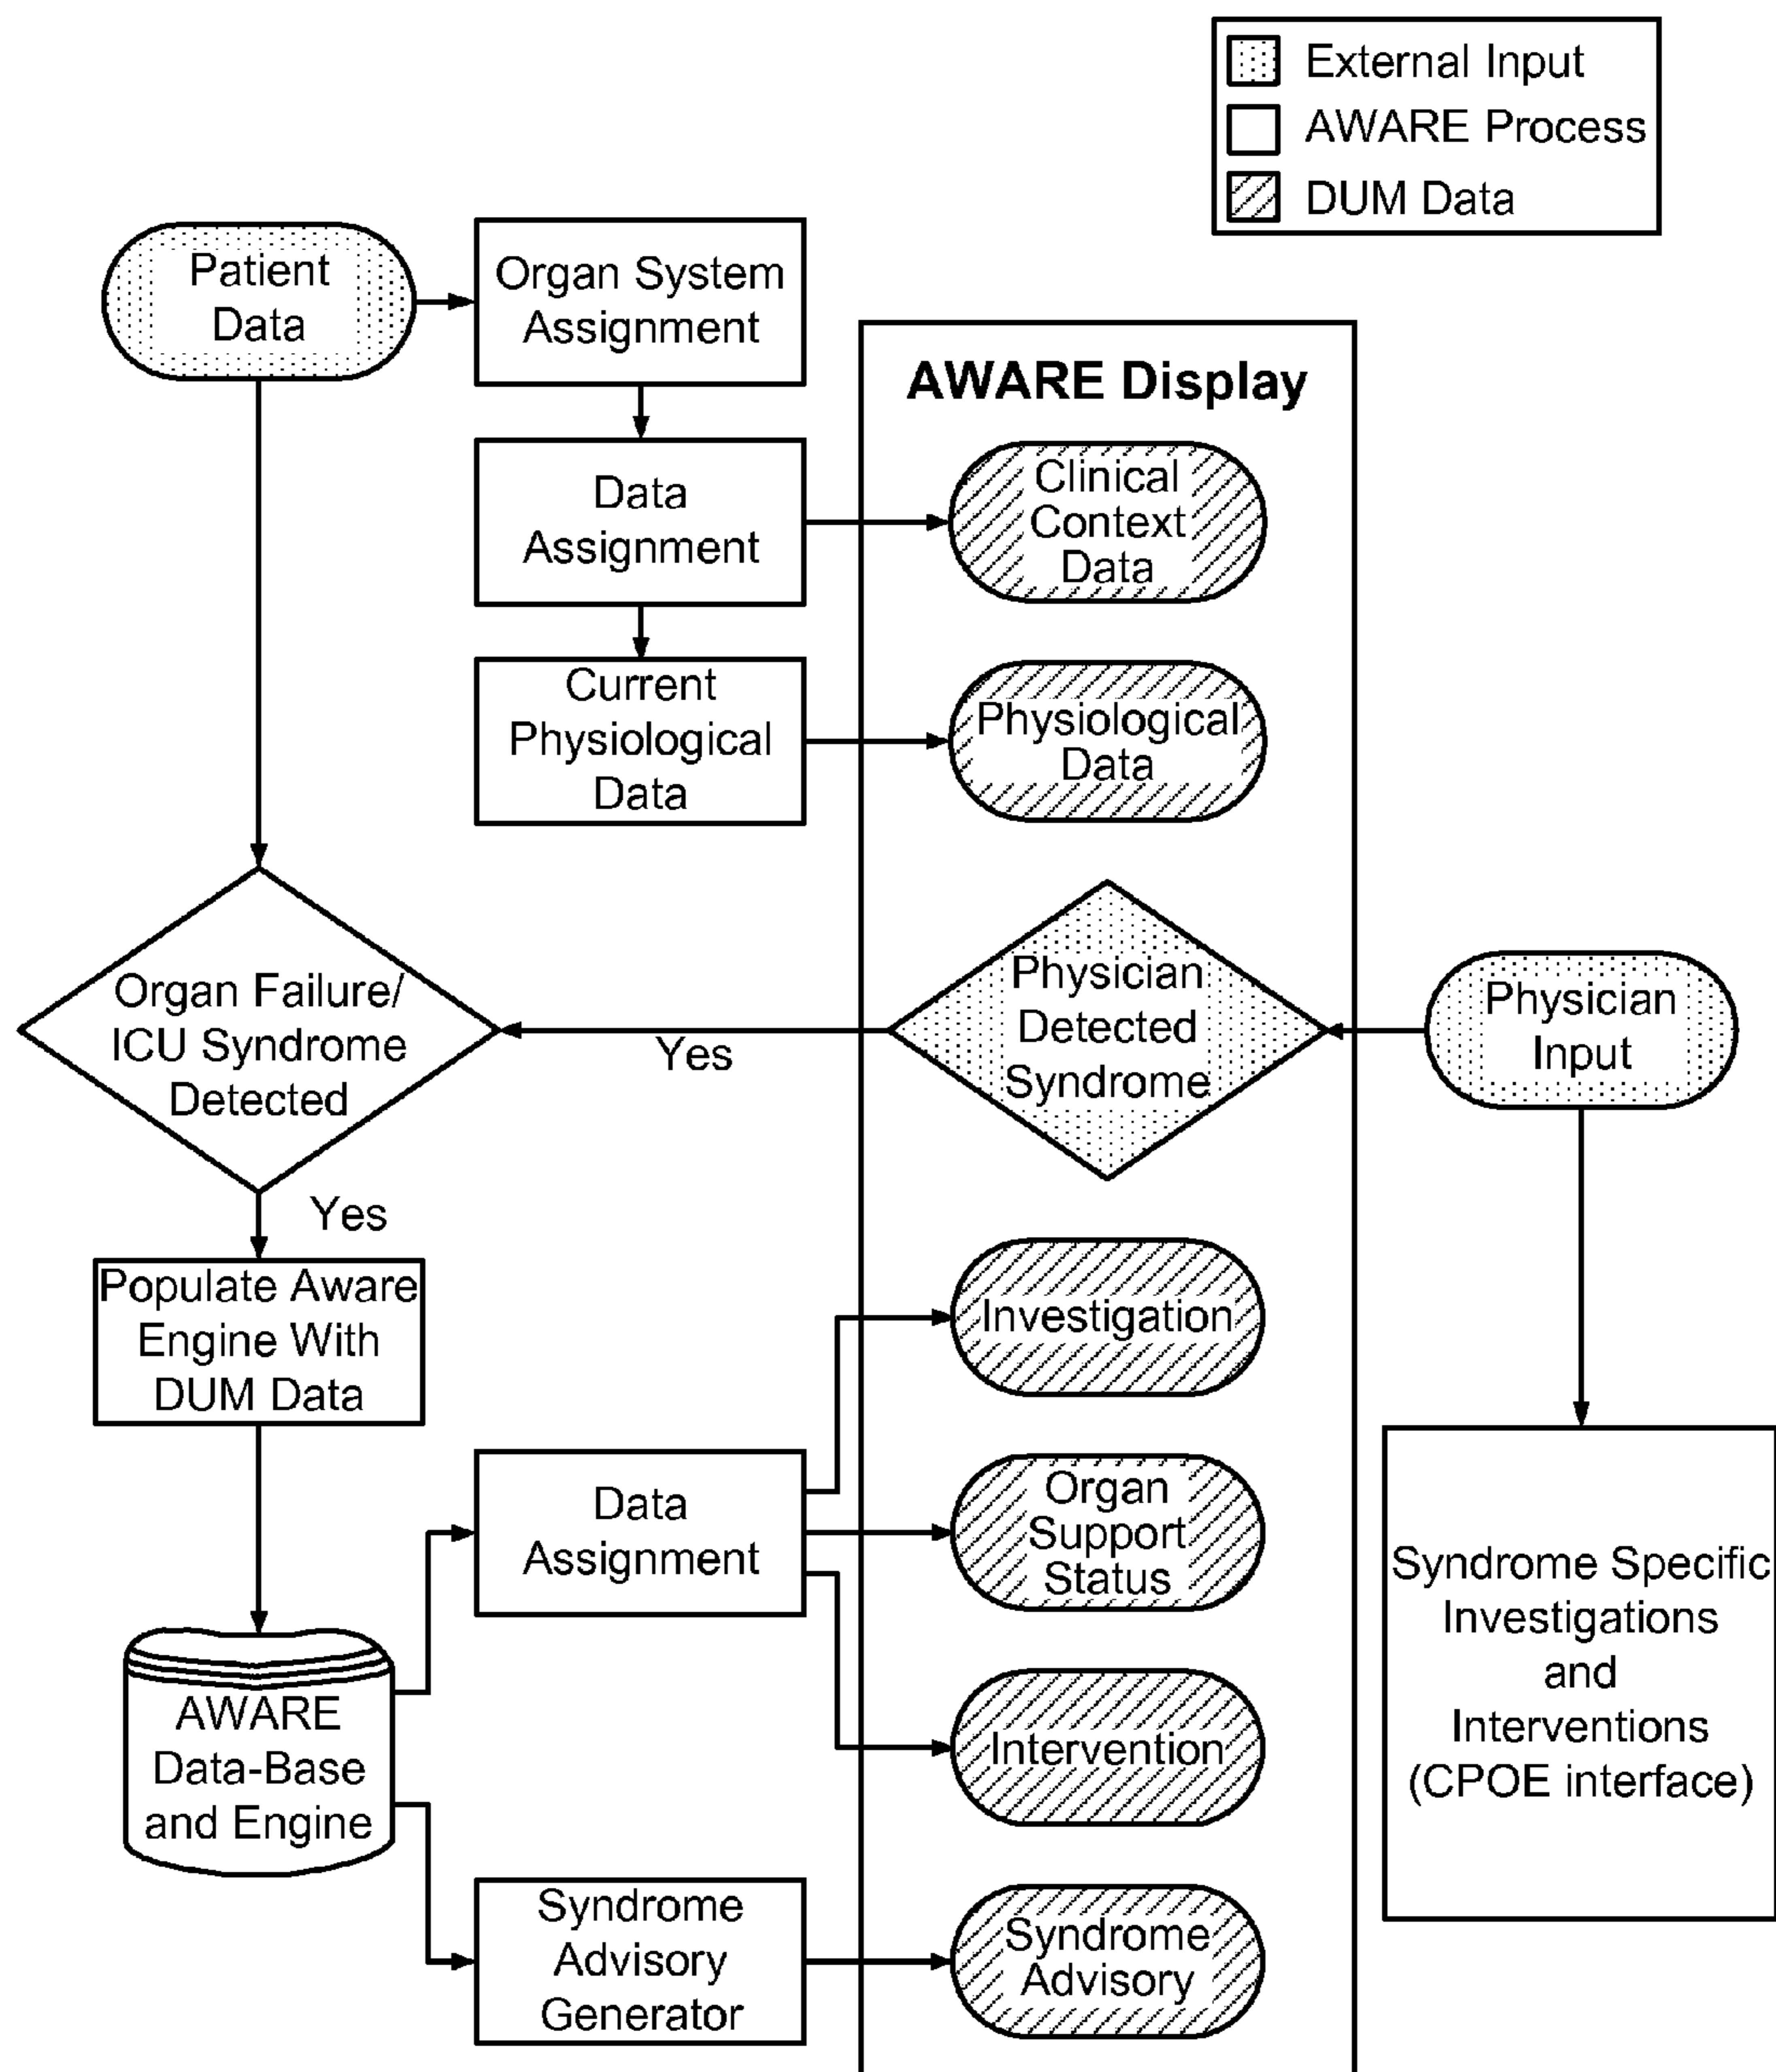 External Input
AWARE Process
DUM Data
Patient
Data
Organ System
Assignment
AWARE Display
Data
Assignment
Clinical
Context
Data
Current
Physiological
Data
Physiological
Data
Organ Failure/
ICU Syndrome
Detected
Yes
Physician
Detected
Syndrome
Physician
Input
Yes
Populate Aware
Engine With
DUM Data
Investigation
Data
Assignment
Organ
Support
Status
Syndrome Specific
Investigations
and
Interventions
(CPOE interface)
AWARE
Data-Base
and Engine
Intervention
Syndrome
Advisory
Generator
Syndrome
Advisory